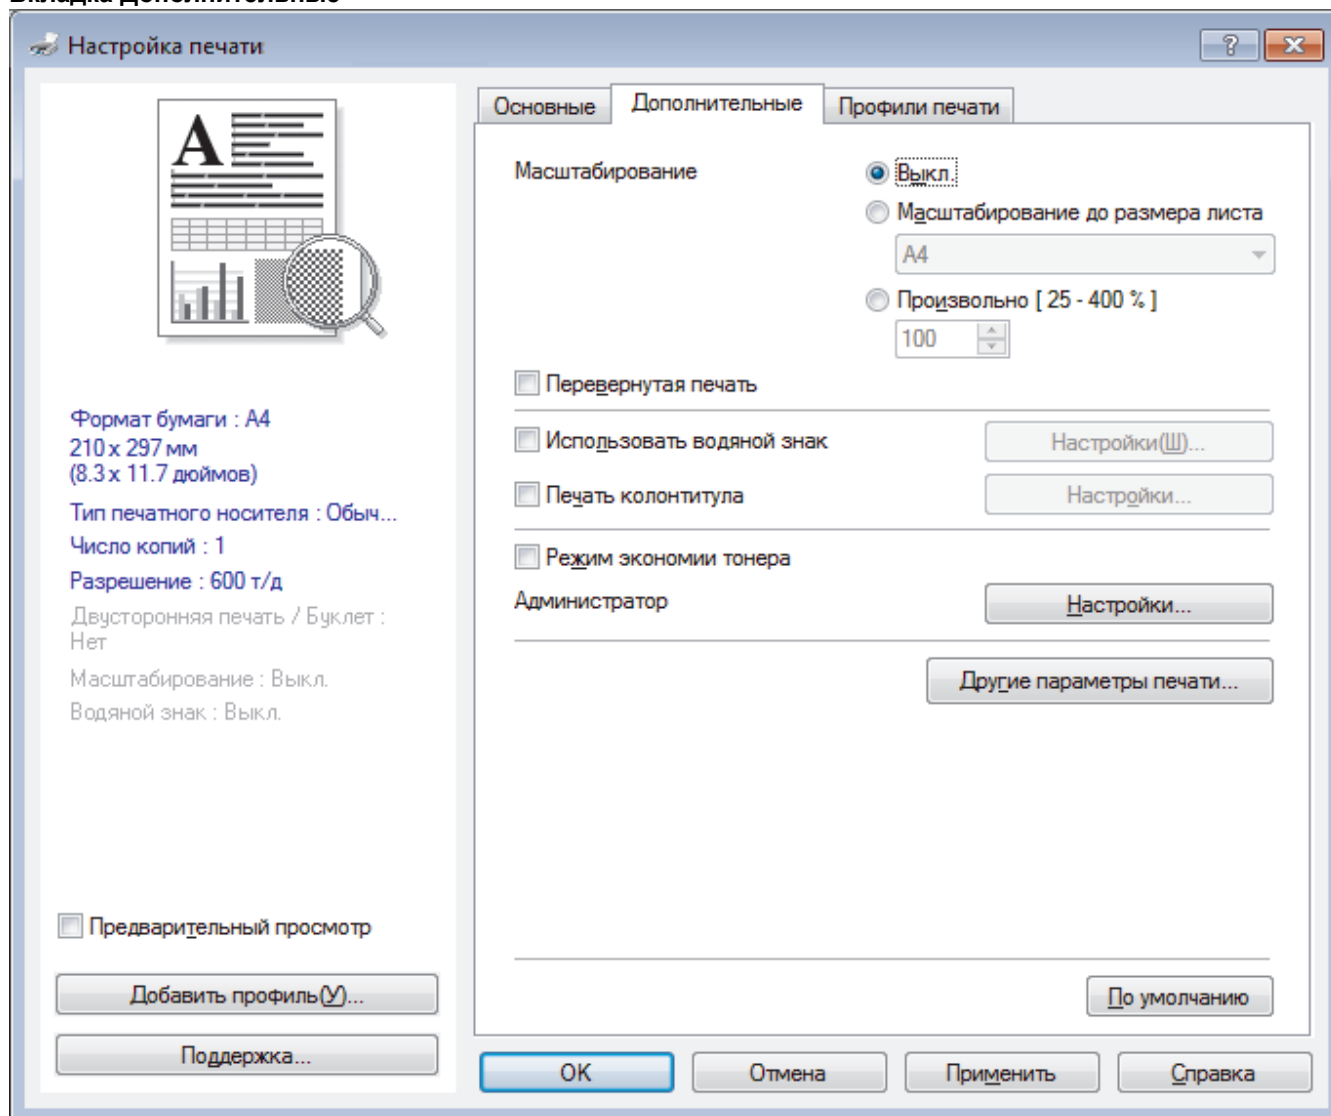 Вкладка Дополнительные
Настройка печати
Основные
Дополнительные
Профили печати
A
Формат бумаги : A4
210 x 297 мм
(8.3 x 11.7 дюймов)
Тип печатного носителя : Обыч...
Число копий : 1
Разрешение : 600 т/д
Двусторонняя печать / Буклет :
Нет
Масштабирование : Выкл.
Водяной знак : Выкл.
Предварительный просмотр
Добавить профиль(У)...
Поддержка...
Масштабирование
Выкл.
Масштабирование до размера листа
A4
Произвольно [ 25 - 400 % ]
100
Перевернутая печать
Использовать водяной знак
Настройки(Ш)...
Печать колонтитула
Настройки...
Режим экономии тонера
Администратор
Настройки...
Другие параметры печати...
По умолчанию
OK
Отмена
Применить
Справка